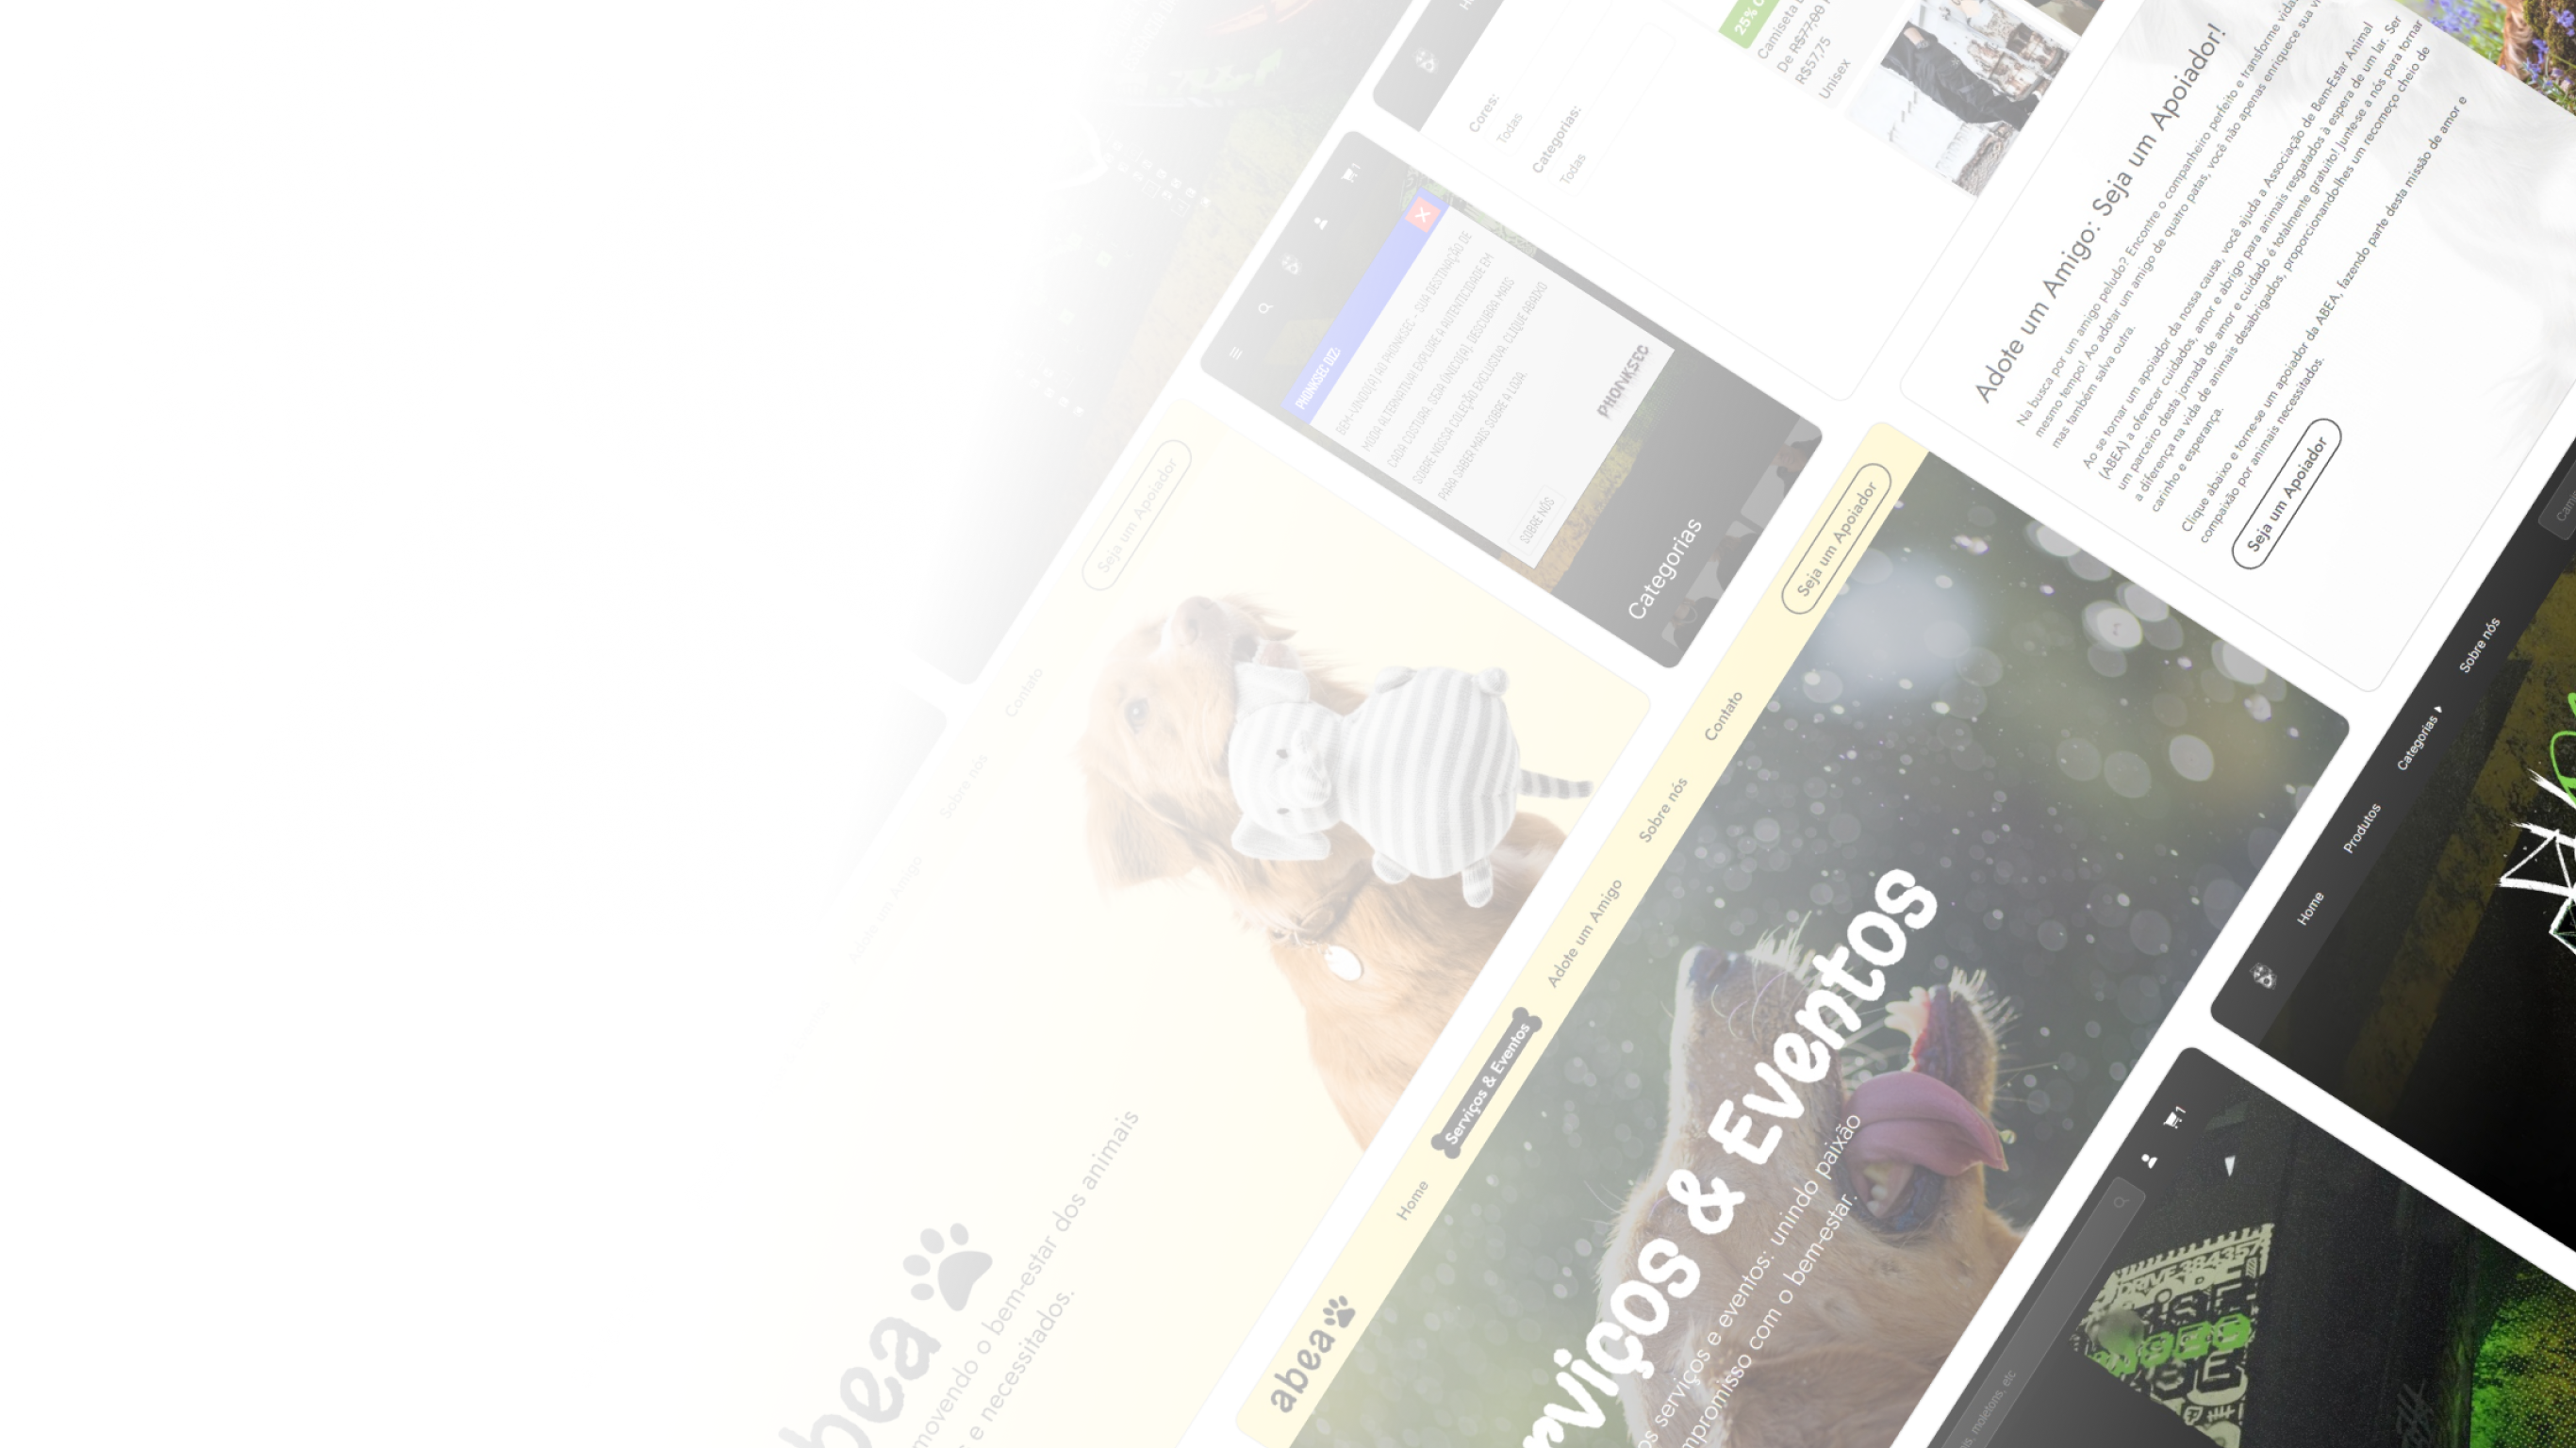 Cores:
Todas
Categorias:
Todas
Camiseta
De R$77,00
R$57,75
Unisex
25%
1
PHONKSEC DIZ:
BEM-VINDO(A) AO PHONKSEC - SUA DESTINAÇÃO DE
MODA ALTERNATIVA! EXPLORE A AUTENTICIDADE EM
CADA COSTURA. SEJA ÚNICO(A). DESCUBRA MAIS
SOBRE NOSSA COLEÇÃO EXCLUSIVA. CLIQUE ABAIXO
PARA SABER MAIS SOBRE A LOJA.
SOBRE NÓS
PHONKSEC
Categorias
Adote um Amigo: Seja um Apoiador!
Na busca por um amigo peludo? Encontre o companheiro perfeito e transforme vidas
mesmo tempo! Ao adotar um amigo de quatro patas, você não apenas enriquece sua
mas também salva outra.
Ao se tornar um apoiador da nossa causa, você ajuda a Associação de Bem-Estar Animal
(ABEA) a oferecer cuidados, amor e abrigo para animais resgatados à espera de um lar. Ser
um parceiro desta jornada de amor e cuidado é totalmente gratuito! Junte-se a nós para tornar
a diferença na vida de animais desabrigados, proporcionando-lhes um recomeço cheio de
carinho e esperança.
Clique abaixo e torne-se um apoiador da ABEA, fazendo parte desta missão de amor e
compaixão por animais necessitados.
Seja um Apoiador
Adote um Amigo
Sobre nós
Contato
Seja um Apoiador
bea
movendo o bem-estar dos animais
e necessitados.
abea
Home
Serviços & Eventos
Adote um Amigo
Sobre nós
Contato
Seja um Apoiador
rviços & Eventos
os serviços e eventos: unindo paixão
mpromisso com o bem-estar.
Home
Produtos
Categorias
Sobre nós
1
is, moletons, etc
DRIVE384357